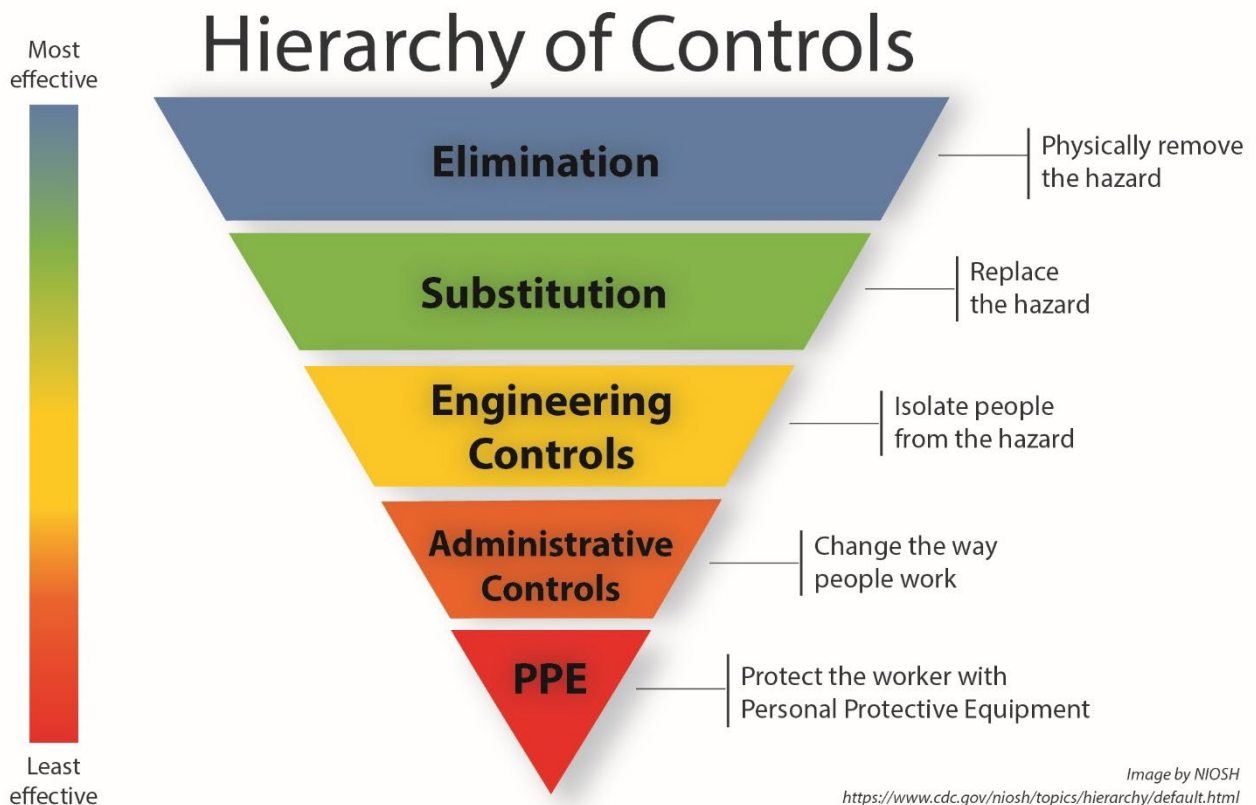 Hierarchy of Controls
Most
effective
Elimination
Physically remove
the hazard
Substitution
Replace
the hazard
Engineering
Controls
Isolate people
from the hazard
Administrative
Controls
Change the way
people work
PPE
Protect the worker with
Personal Protective Equipment
Least
effective
Image by NIOSH
https://www.cdc.gov/niosh/topics/hierarchy/default.html